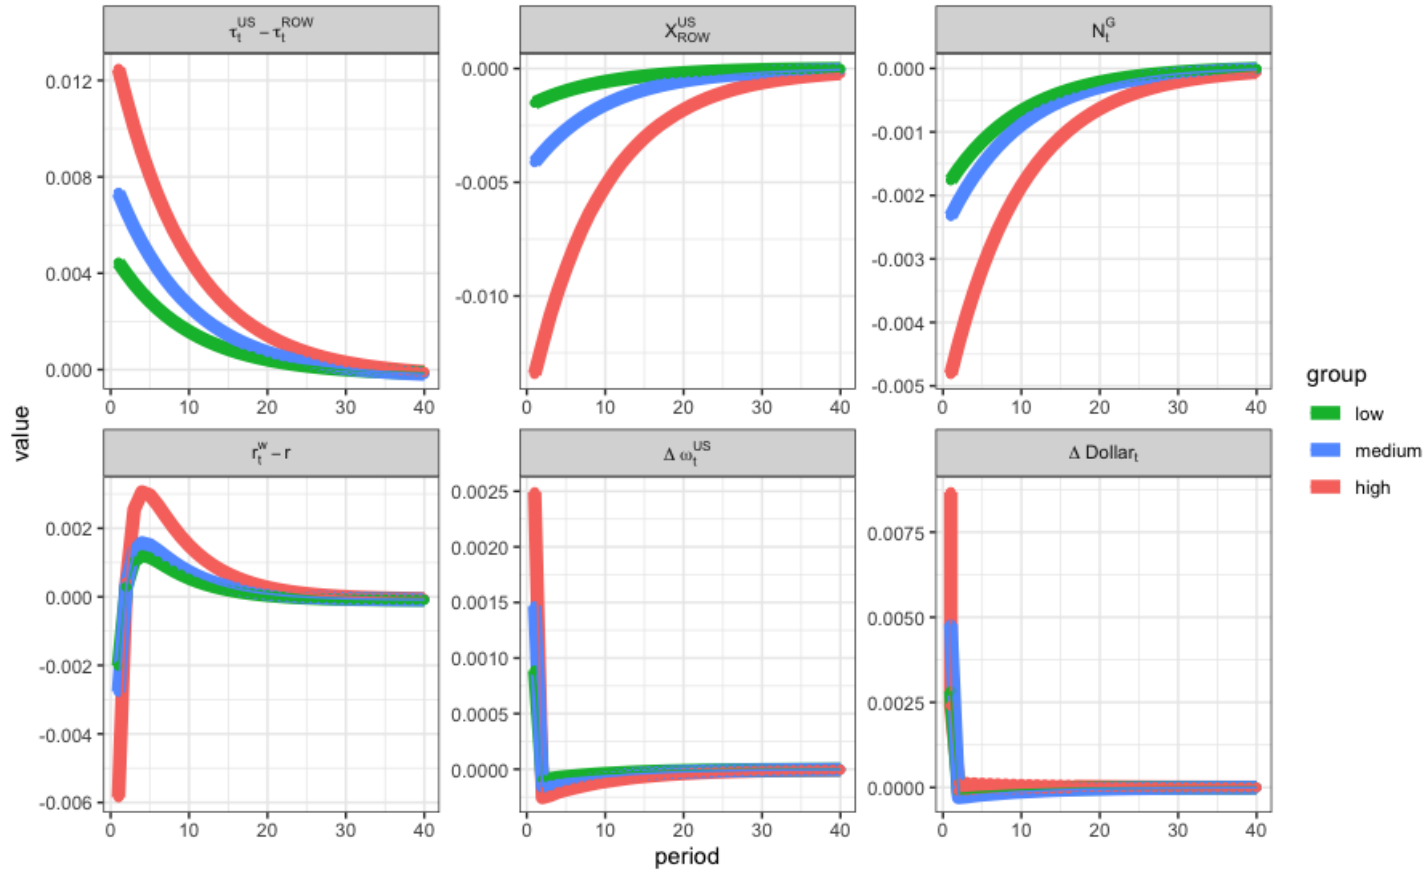 τ_t^US − τ_t^ROW
X_ROW^US
N_t^G
0.012
0.008
0.004
0.000
0.000
-0.005
-0.010
0.000
-0.001
-0.002
-0.003
-0.004
-0.005
0 10 20 30 40
0 10 20 30 40
0 10 20 30 40
value
group
low
medium
high
r_t^w − r
Δ ω_t^US
Δ Dollar_t
0.002
0.000
-0.002
-0.004
-0.006
0.0025
0.0020
0.0015
0.0010
0.0005
0.0000
0.0075
0.0050
0.0025
0.0000
0 10 20 30 40
0 10 20 30 40
0 10 20 30 40
period